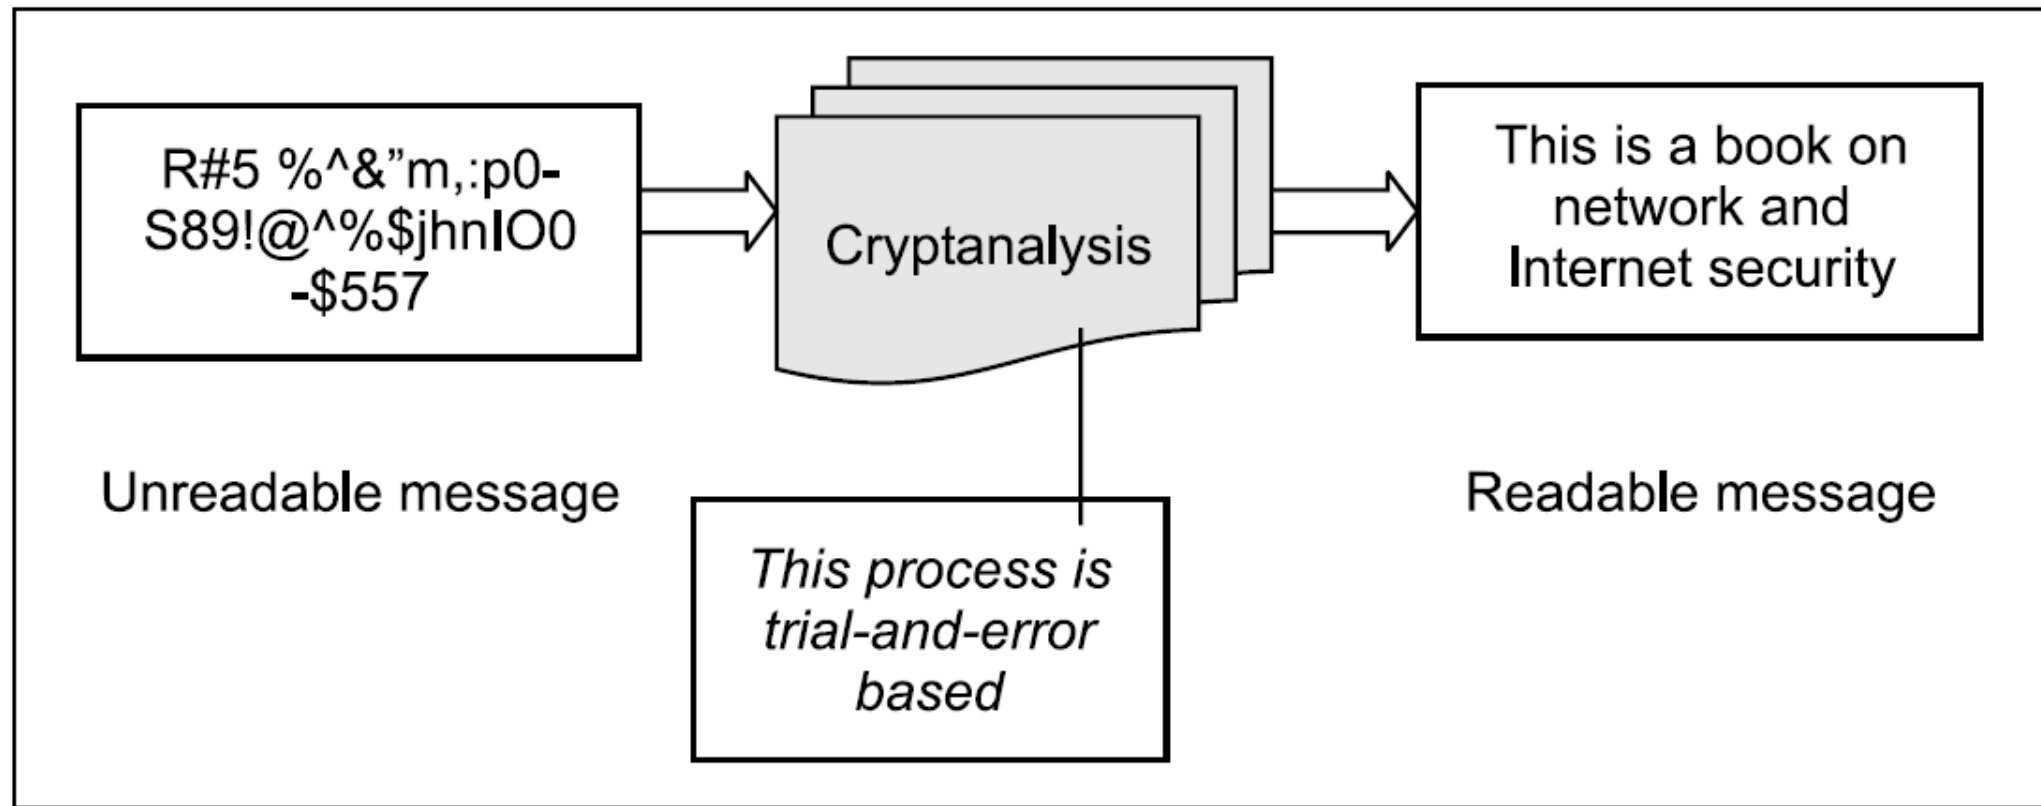 R#5 %^&”m,:p0-
S89!@^%$jhnIO0
-$557
Cryptanalysis
This is a book on
network and
Internet security
Unreadable message
Readable message
This process is
trial-and-error
based